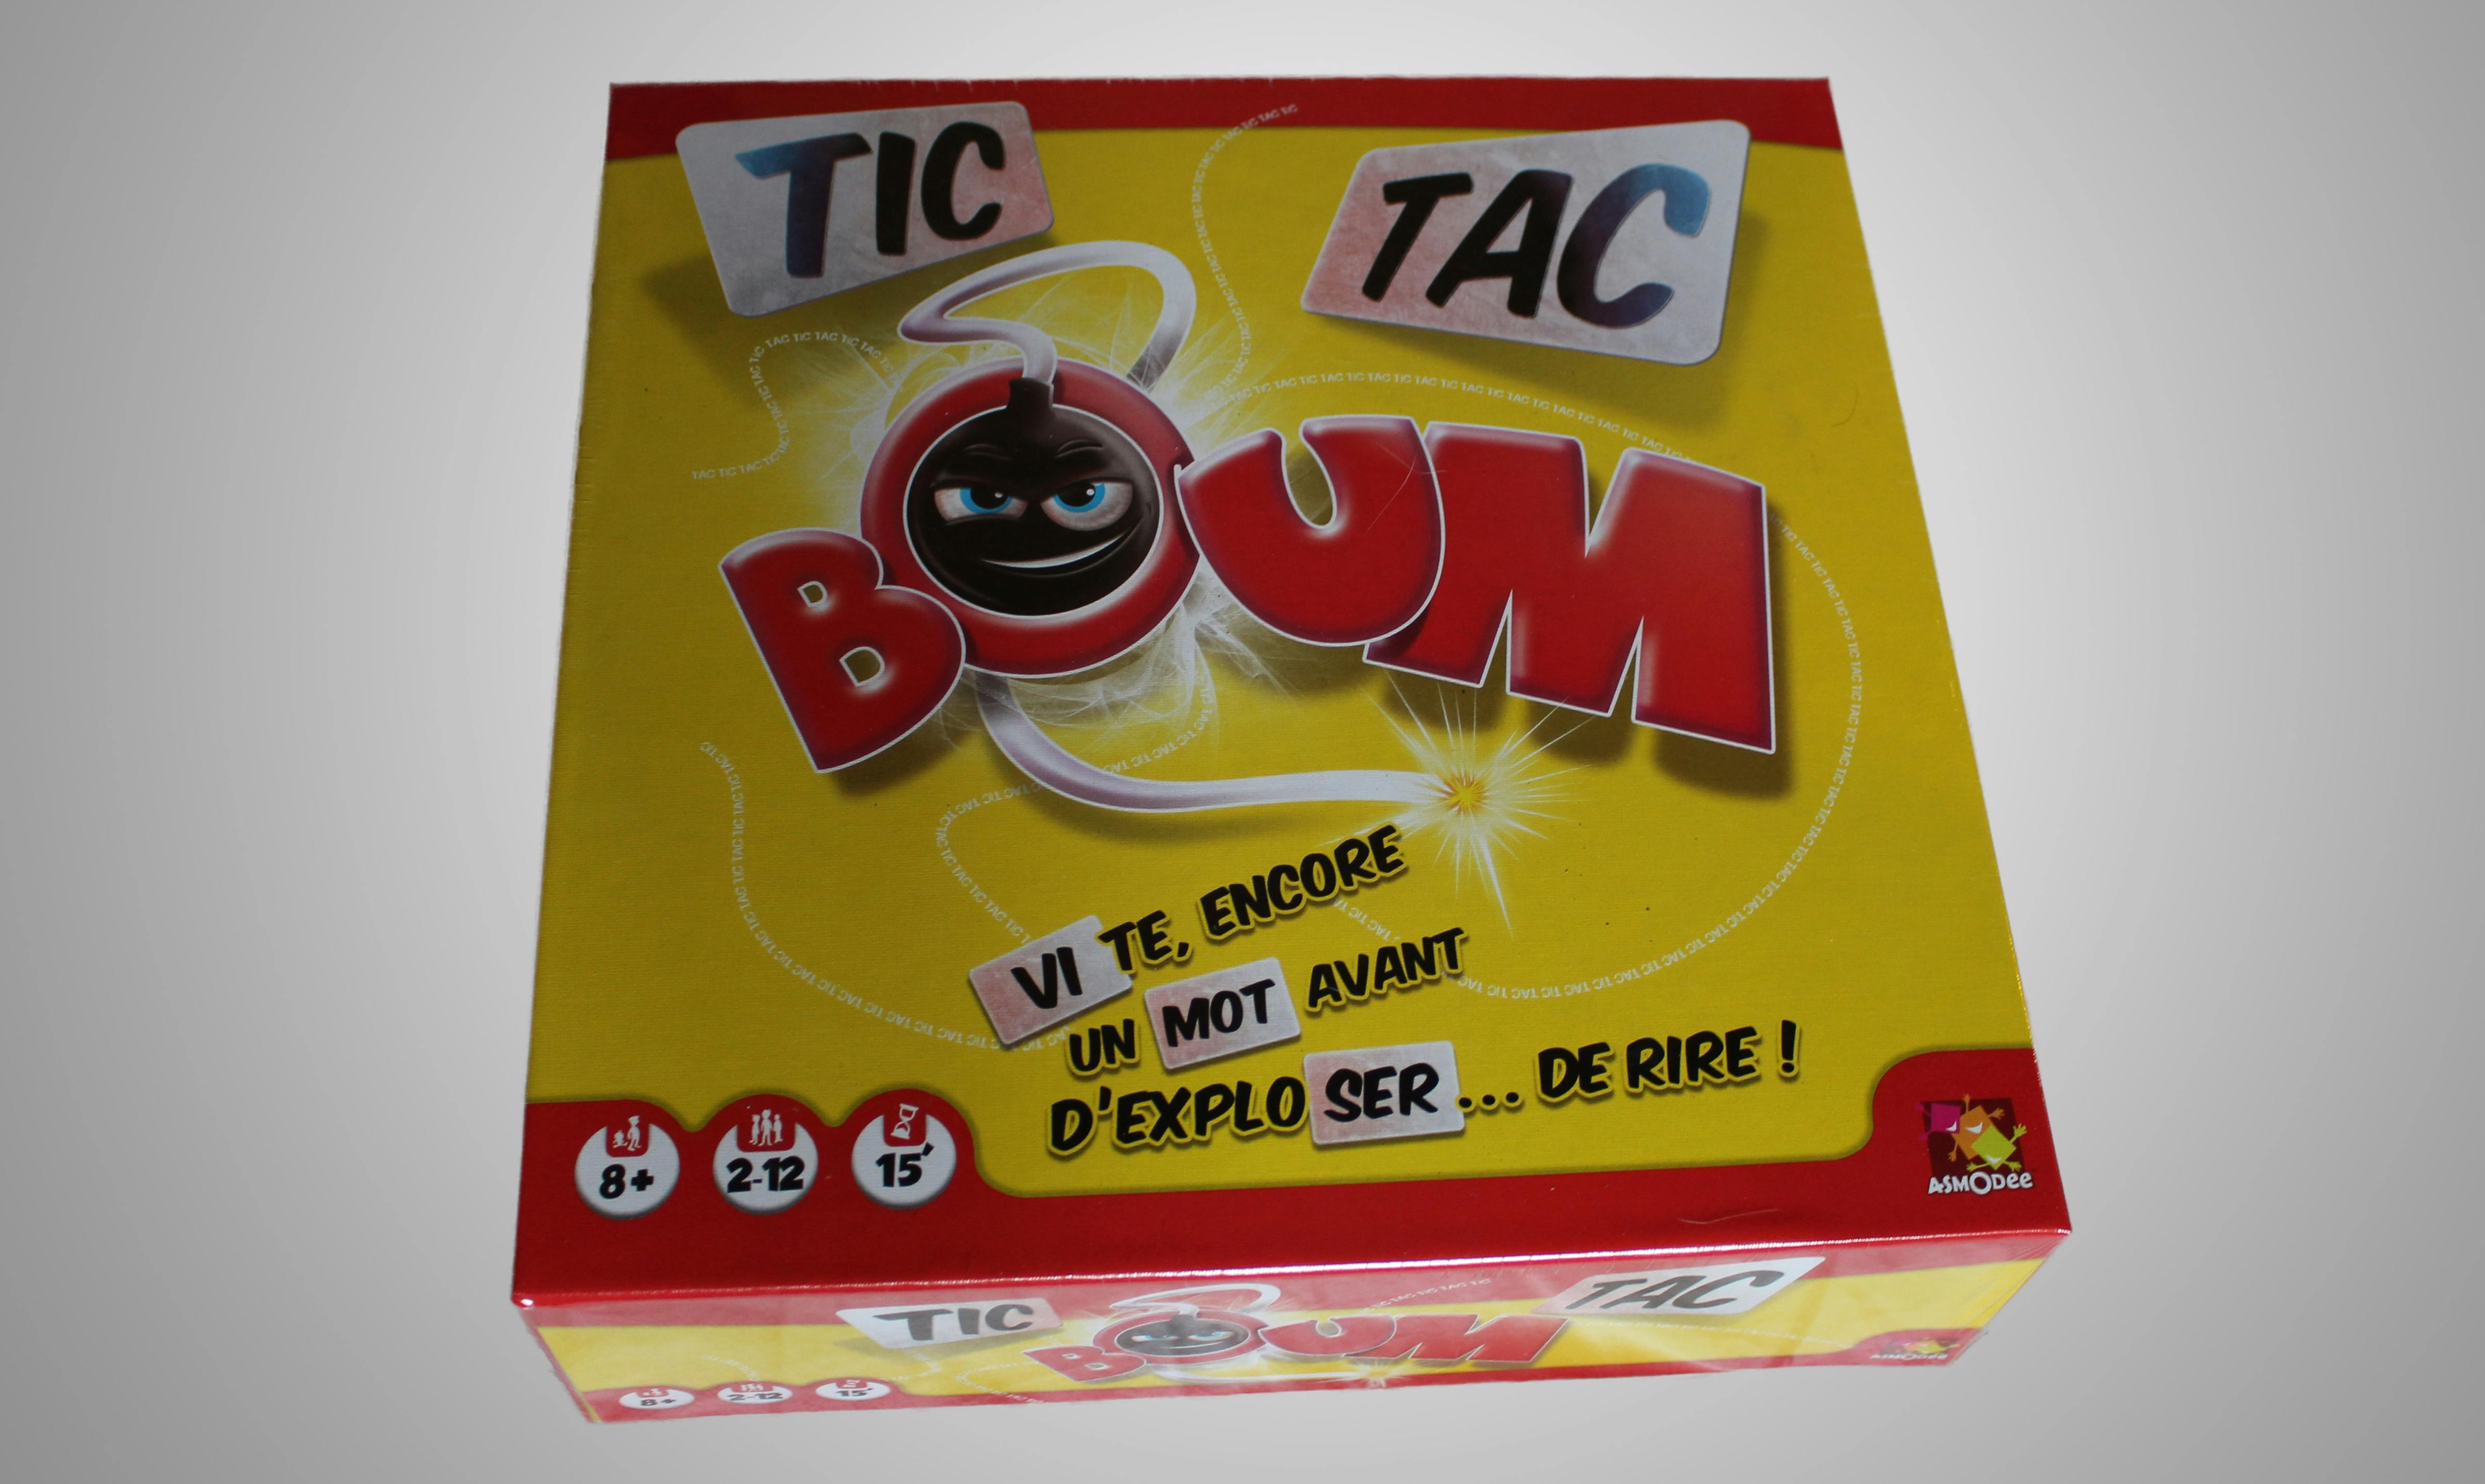 TIC
TAC
BOUM
VITE, ENCORE
UN MOT AVANT
D'EXPLOSER... DE RIRE !
8+
2-12
15'
ASMODEE
TIC
TAC
BOUM
8+
2-12
15'
ASMODEE